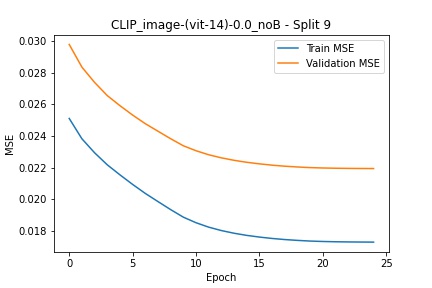 CLIP_image-(vit-14)-0.0_noB - Split 9
Train MSE
Validation MSE
0.030
0.028
0.026
0.024
0.022
0.020
0.018
MSE
0 5 10 15 20 25
Epoch